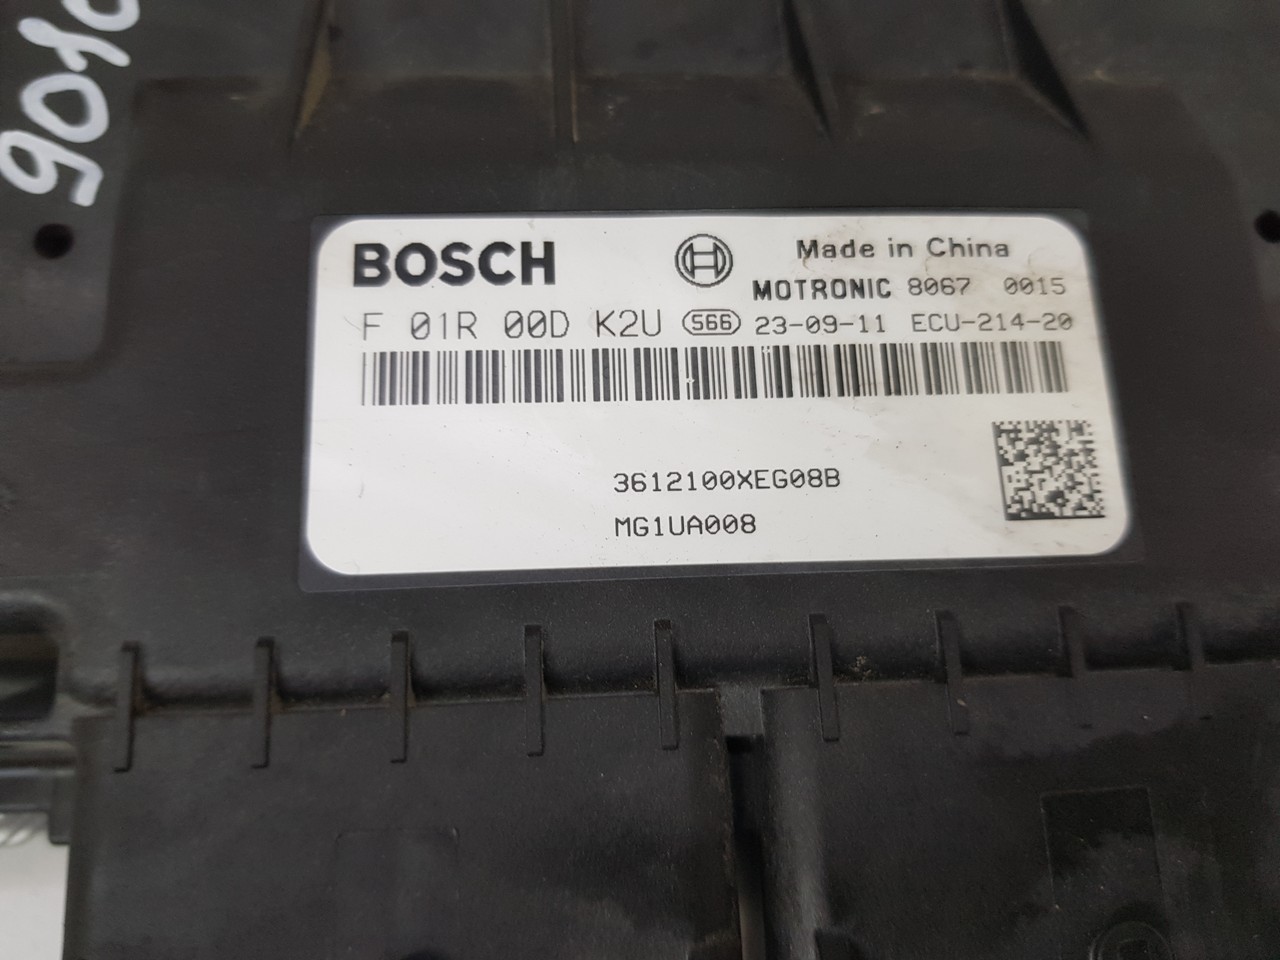 9010
BOSCH
Made in China
MOTRONIC 8067 0015
F 01R 00D K2U 566 23-09-11 ECU-214-20
3612100XEG08B
MG1UA008